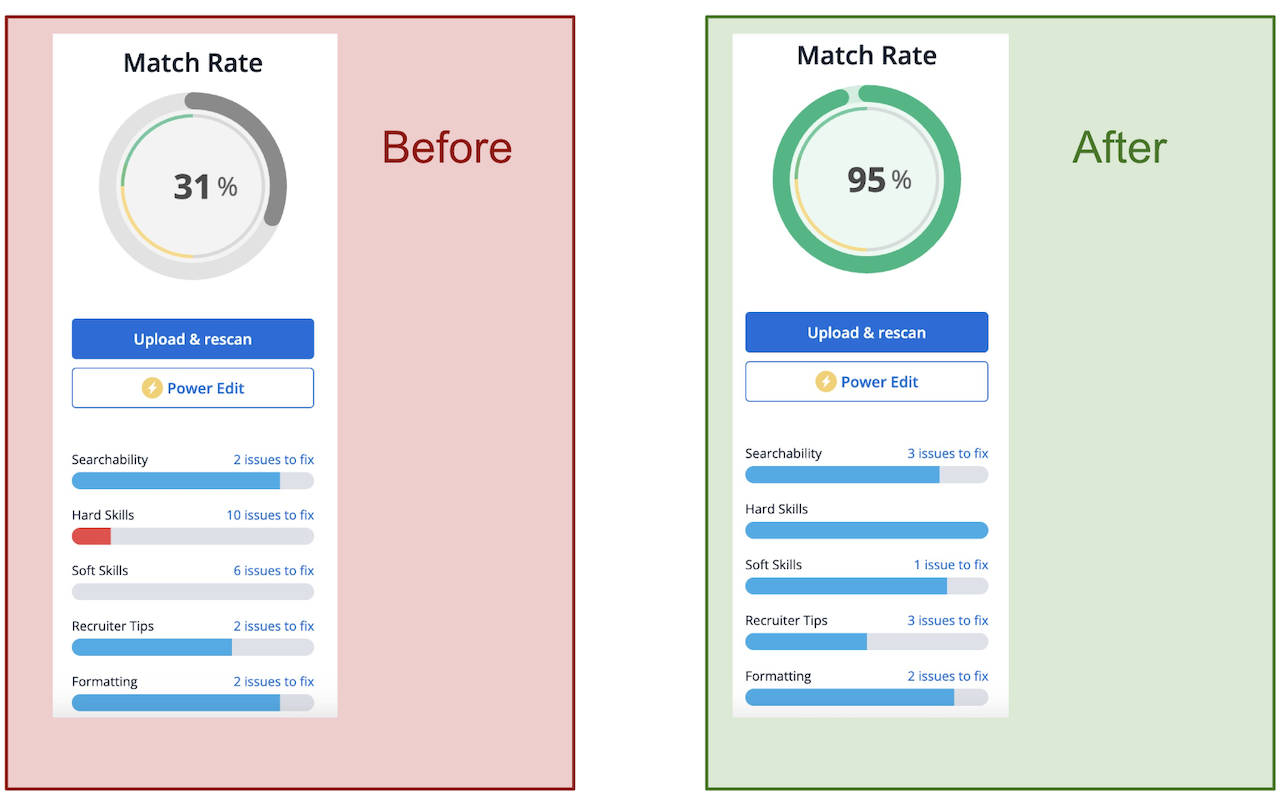 Match Rate
Before
31 %
Upload & rescan
Power Edit
Searchability 2 issues to fix
Hard Skills 10 issues to fix
Soft Skills 6 issues to fix
Recruiter Tips 2 issues to fix
Formatting 2 issues to fix
Match Rate
After
95 %
Upload & rescan
Power Edit
Searchability 3 issues to fix
Hard Skills
Soft Skills 1 issue to fix
Recruiter Tips 3 issues to fix
Formatting 2 issues to fix